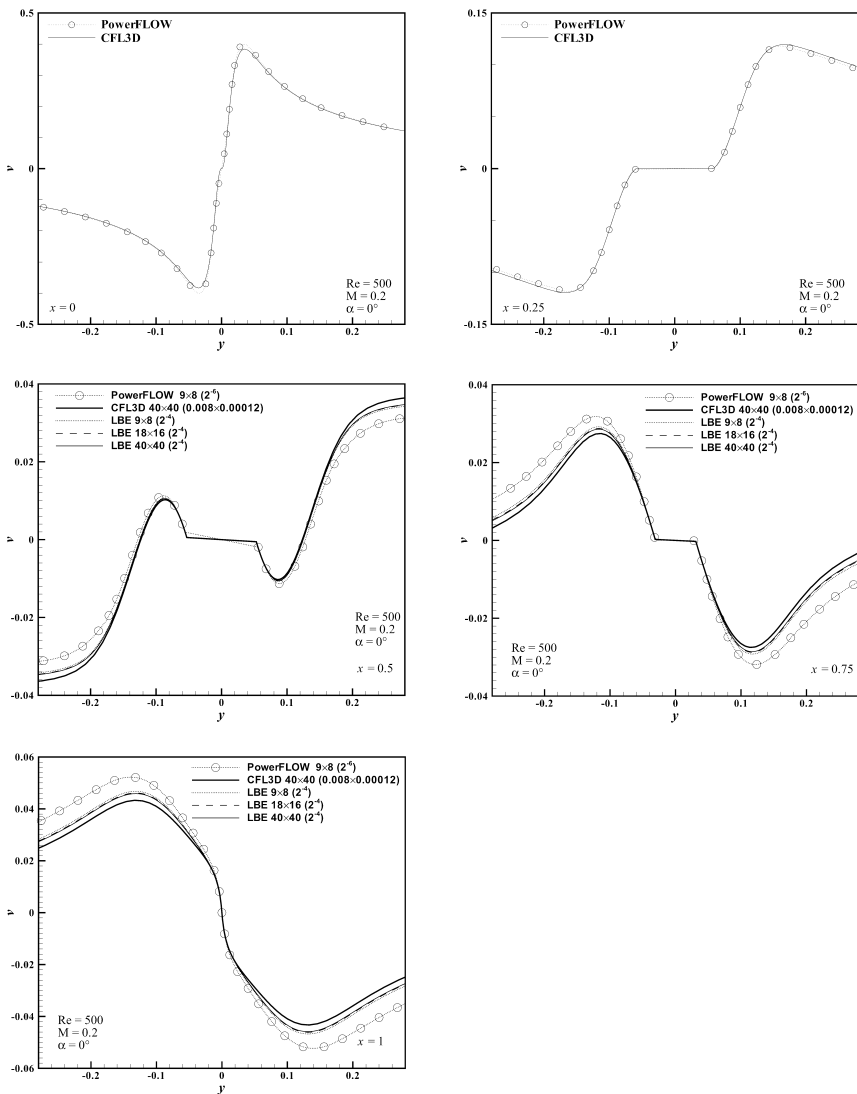 PowerFLOW
CFL3D
0.5
0
-0.5
v
-0.2
-0.1
0
0.1
0.2
y
x = 0
Re = 500
M = 0.2
α = 0°
PowerFLOW
CFL3D
0.15
0
-0.15
v
-0.2
-0.1
0
0.1
0.2
y
x = 0.25
Re = 500
M = 0.2
α = 0°
PowerFLOW 9×8 (2⁻⁶)
CFL3D 40×40 (0.008×0.00012)
LBE 9×8 (2⁻⁴)
LBE 18×16 (2⁻⁴)
LBE 40×40 (2⁻⁴)
0.04
0.02
0
-0.02
-0.04
v
-0.2
-0.1
0
0.1
0.2
y
Re = 500
M = 0.2
α = 0°
x = 0.5
PowerFLOW 9×8 (2⁻⁶)
CFL3D 40×40 (0.008×0.00012)
LBE 9×8 (2⁻⁴)
LBE 18×16 (2⁻⁴)
LBE 40×40 (2⁻⁴)
0.04
0.02
0
-0.02
-0.04
v
-0.2
-0.1
0
0.1
0.2
y
Re = 500
M = 0.2
α = 0°
x = 0.75
PowerFLOW 9×8 (2⁻⁶)
CFL3D 40×40 (0.008×0.00012)
LBE 9×8 (2⁻⁴)
LBE 18×16 (2⁻⁴)
LBE 40×40 (2⁻⁴)
0.06
0.04
0.02
0
-0.02
-0.04
-0.06
v
-0.2
-0.1
0
0.1
0.2
y
Re = 500
M = 0.2
α = 0°
x = 1